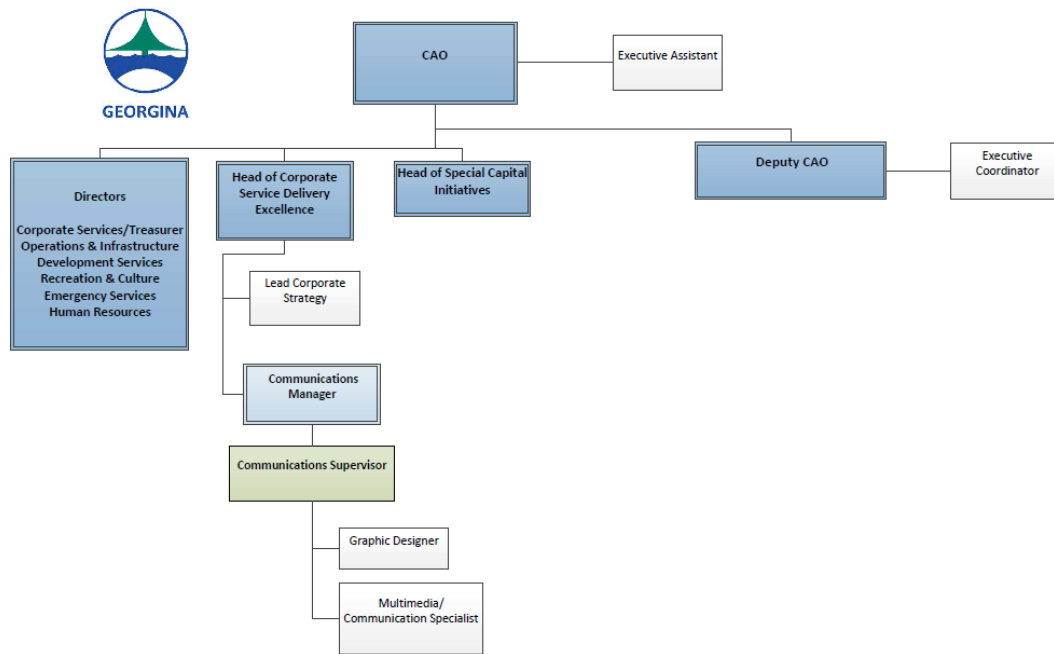 GEORGINA
CAO
Executive Assistant
Directors
Corporate Services/Treasurer
Operations & Infrastructure
Development Services
Recreation & Culture
Emergency Services
Human Resources
Head of Corporate
Service Delivery
Excellence
Head of Special Capital
Initiatives
Deputy CAO
Executive
Coordinator
Lead Corporate
Strategy
Communications
Manager
Communications Supervisor
Graphic Designer
Multimedia/
Communication Specialist